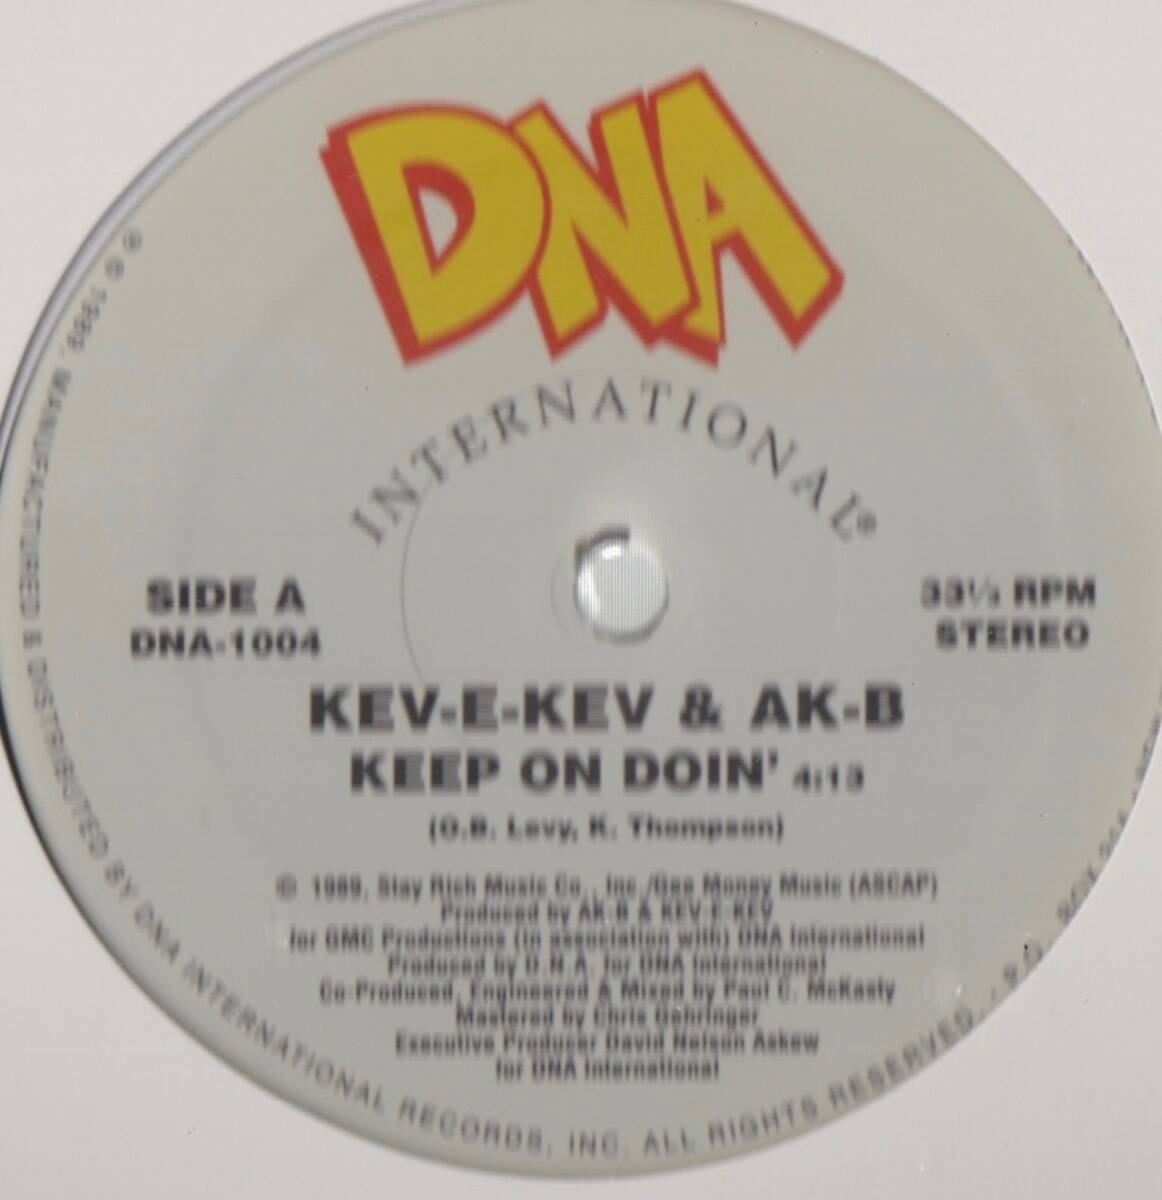 DNA
INTERNATIONAL®
SIDE A
DNA-1004
33⅓ RPM
STEREO
KEV-E-KEV & AK-B
KEEP ON DOIN' 4:13
(O.B. Levy, K. Thompson)
© 1989, Stay Rich Music Co., Inc./Gee Money Music (ASCAP)
Produced by AK-B & KEV-E-KEV
for GMC Productions (in association with) DNA International
Produced by D.N.A. for DNA International
Co-Produced, Engineered & Mixed by Paul C. McKasty
Mastered by Chris Gehringer
Executive Producer David Nelson Askew
for DNA International
℗ © 1989, MANUFACTURED & DISTRIBUTED BY DNA INTERNATIONAL RECORDS, INC. ALL RIGHTS RESERVED. / P.O. BOX